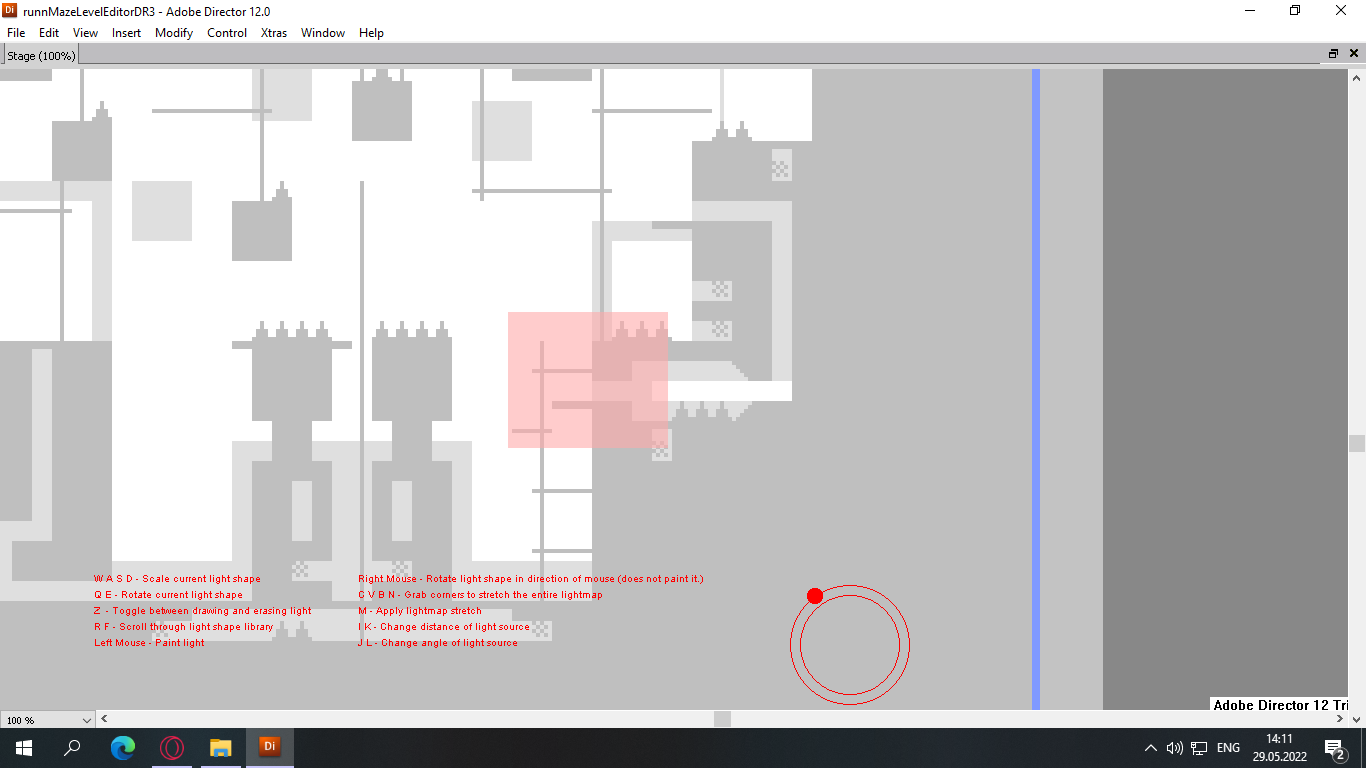 Di runnMazeLevelEditorDR3 - Adobe Director 12.0
File Edit View Insert Modify Control Xtras Window Help
Stage (100%)
W A S D - Scale current light shape
Q E - Rotate current light shape
Z - Toggle between drawing and erasing light
R F - Scroll through light shape library
Left Mouse - Paint light
Right Mouse - Rotate light shape in direction of mouse (does not paint it.)
C V B N - Grab corners to stretch the entire lightmap
M - Apply lightmap stretch
I K - Change distance of light source
J L - Change angle of light source
Adobe Director 12 Tri
100 %
Di
ENG
14:11
29.05.2022
2